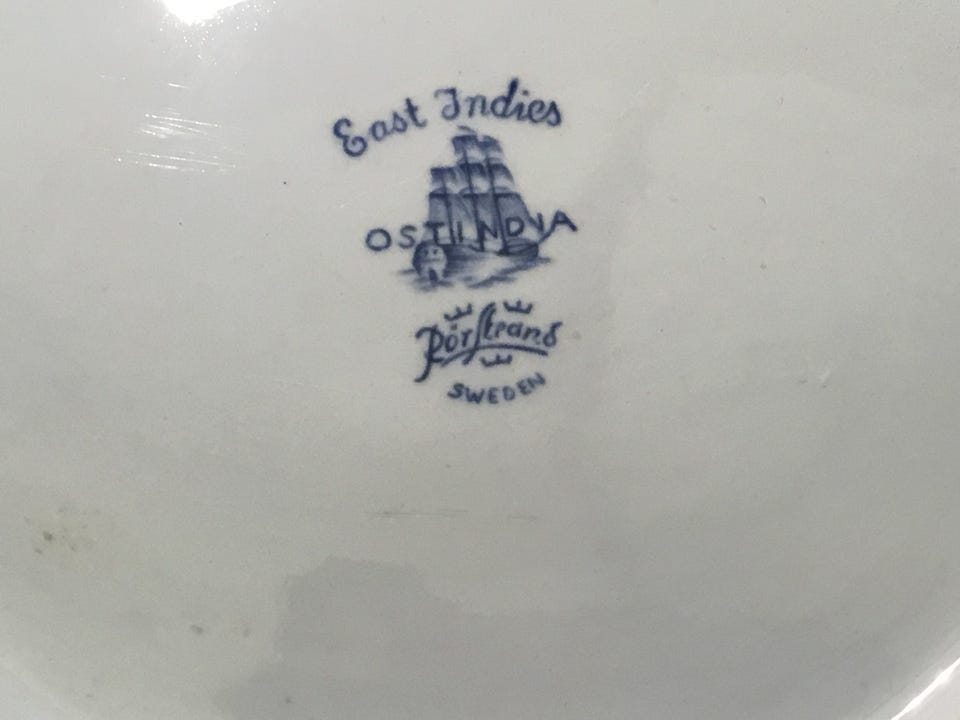 East Indies
OSTINDIA
Rörstrand
SWEDEN